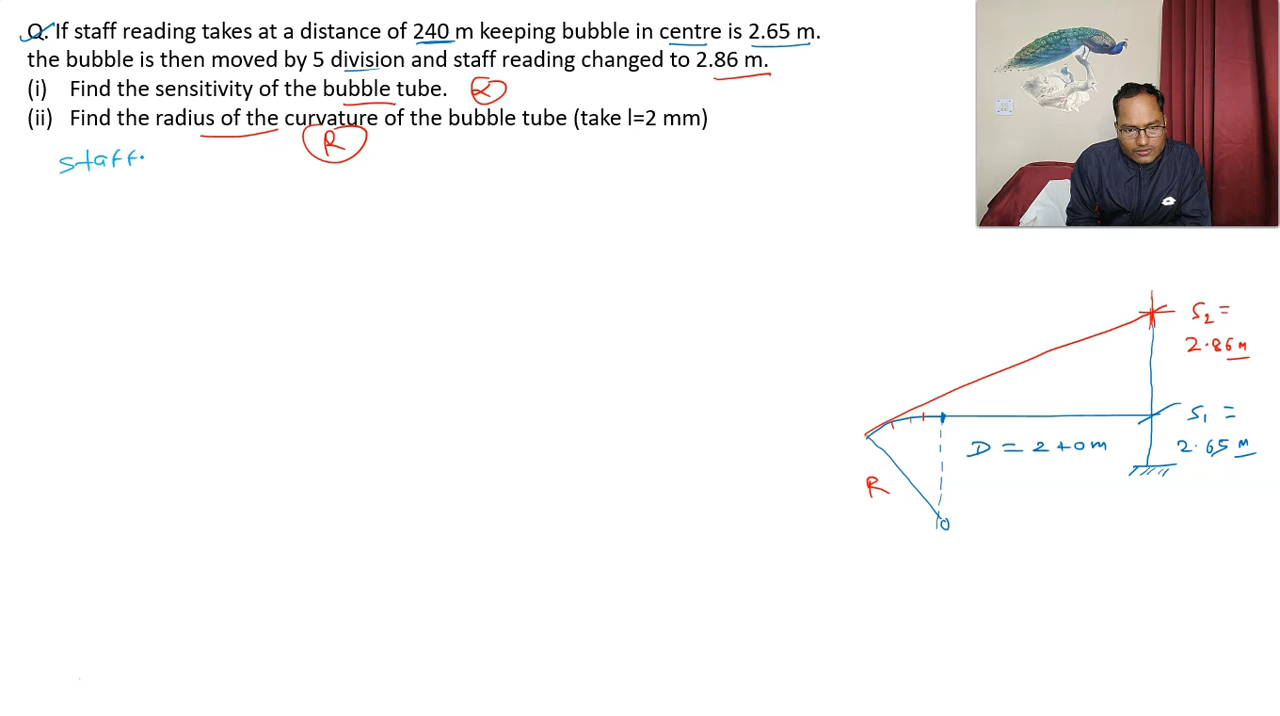 Q. If staff reading takes at a distance of 240 m keeping bubble in centre is 2.65 m.
the bubble is then moved by 5 division and staff reading changed to 2.86 m.
(i) Find the sensitivity of the bubble tube. α
(ii) Find the radius of the curvature of the bubble tube (take l=2 mm)
R
staff.
S₂ =
2.86 m
S₁ =
D = 240m 2.65 m
R
O